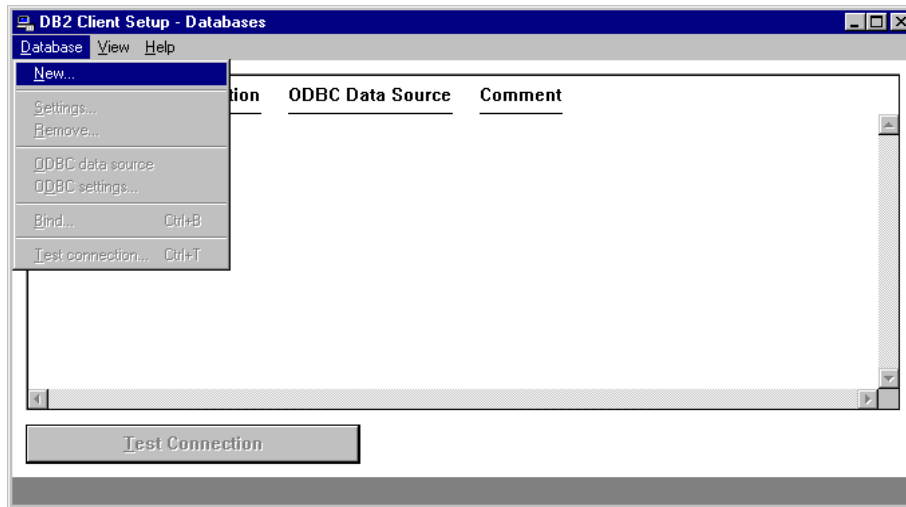 DB2 Client Setup - Databases
Database View Help
New...
tion ODBC Data Source Comment
Settings...
Remove...
ODBC data source
ODBC settings...
Bind... Ctrl+B
Test connection... Ctrl+T
Test Connection